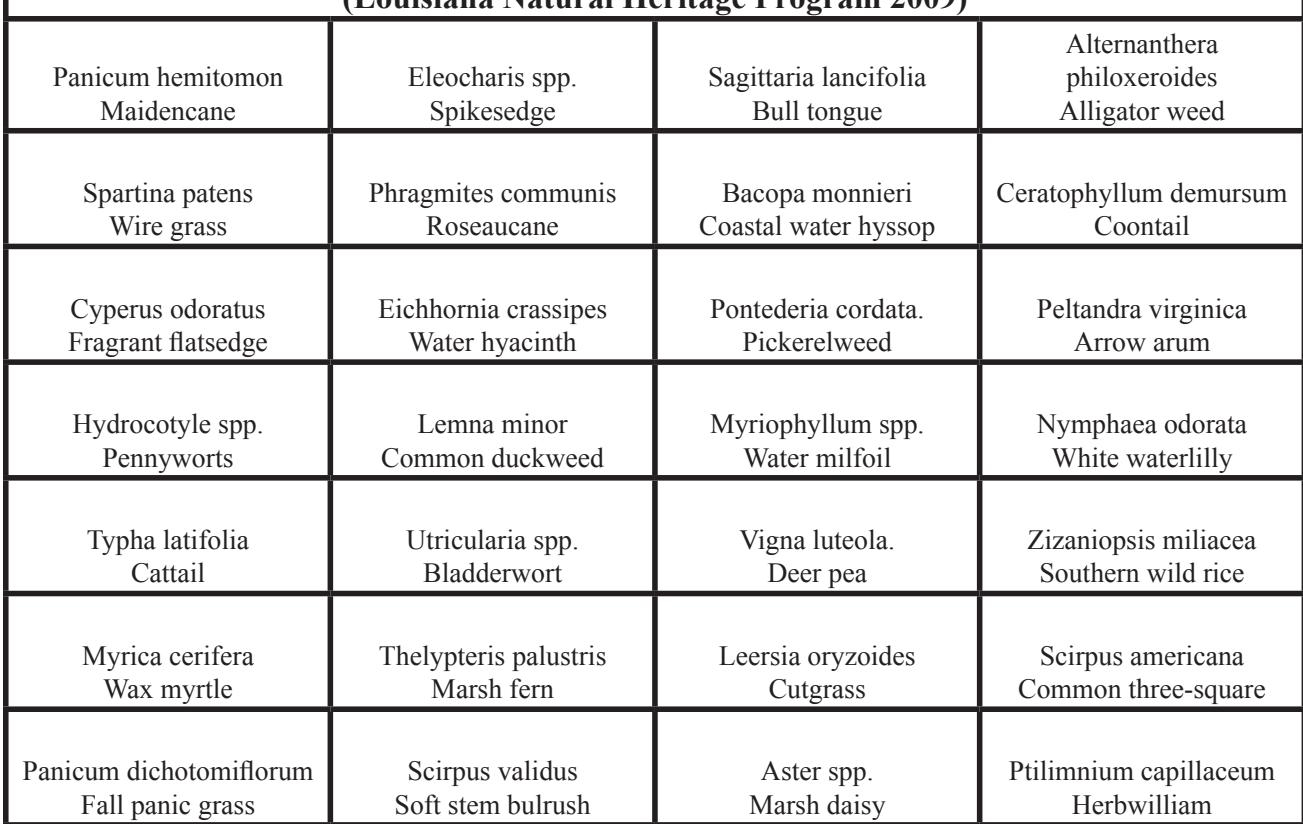 (Louisiana Natural Heritage Program 2009)
Panicum hemitomon
Maidencane
Eleocharis spp.
Spikesedge
Sagittaria lancifolia
Bull tongue
Alternanthera
philoxeroides
Alligator weed
Spartina patens
Wire grass
Phragmites communis
Roseaucane
Bacopa monnieri
Coastal water hyssop
Ceratophyllum demursum
Coontail
Cyperus odoratus
Fragrant flatsedge
Eichhornia crassipes
Water hyacinth
Pontederia cordata.
Pickerelweed
Peltandra virginica
Arrow arum
Hydrocotyle spp.
Pennyworts
Lemna minor
Common duckweed
Myriophyllum spp.
Water milfoil
Nymphaea odorata
White waterlilly
Typha latifolia
Cattail
Utricularia spp.
Bladderwort
Vigna luteola.
Deer pea
Zizaniopsis miliacea
Southern wild rice
Myrica cerifera
Wax myrtle
Thelypteris palustris
Marsh fern
Leersia oryzoides
Cutgrass
Scirpus americana
Common three-square
Panicum dichotomiflorum
Fall panic grass
Scirpus validus
Soft stem bulrush
Aster spp.
Marsh daisy
Ptilimnium capillaceum
Herbwilliam